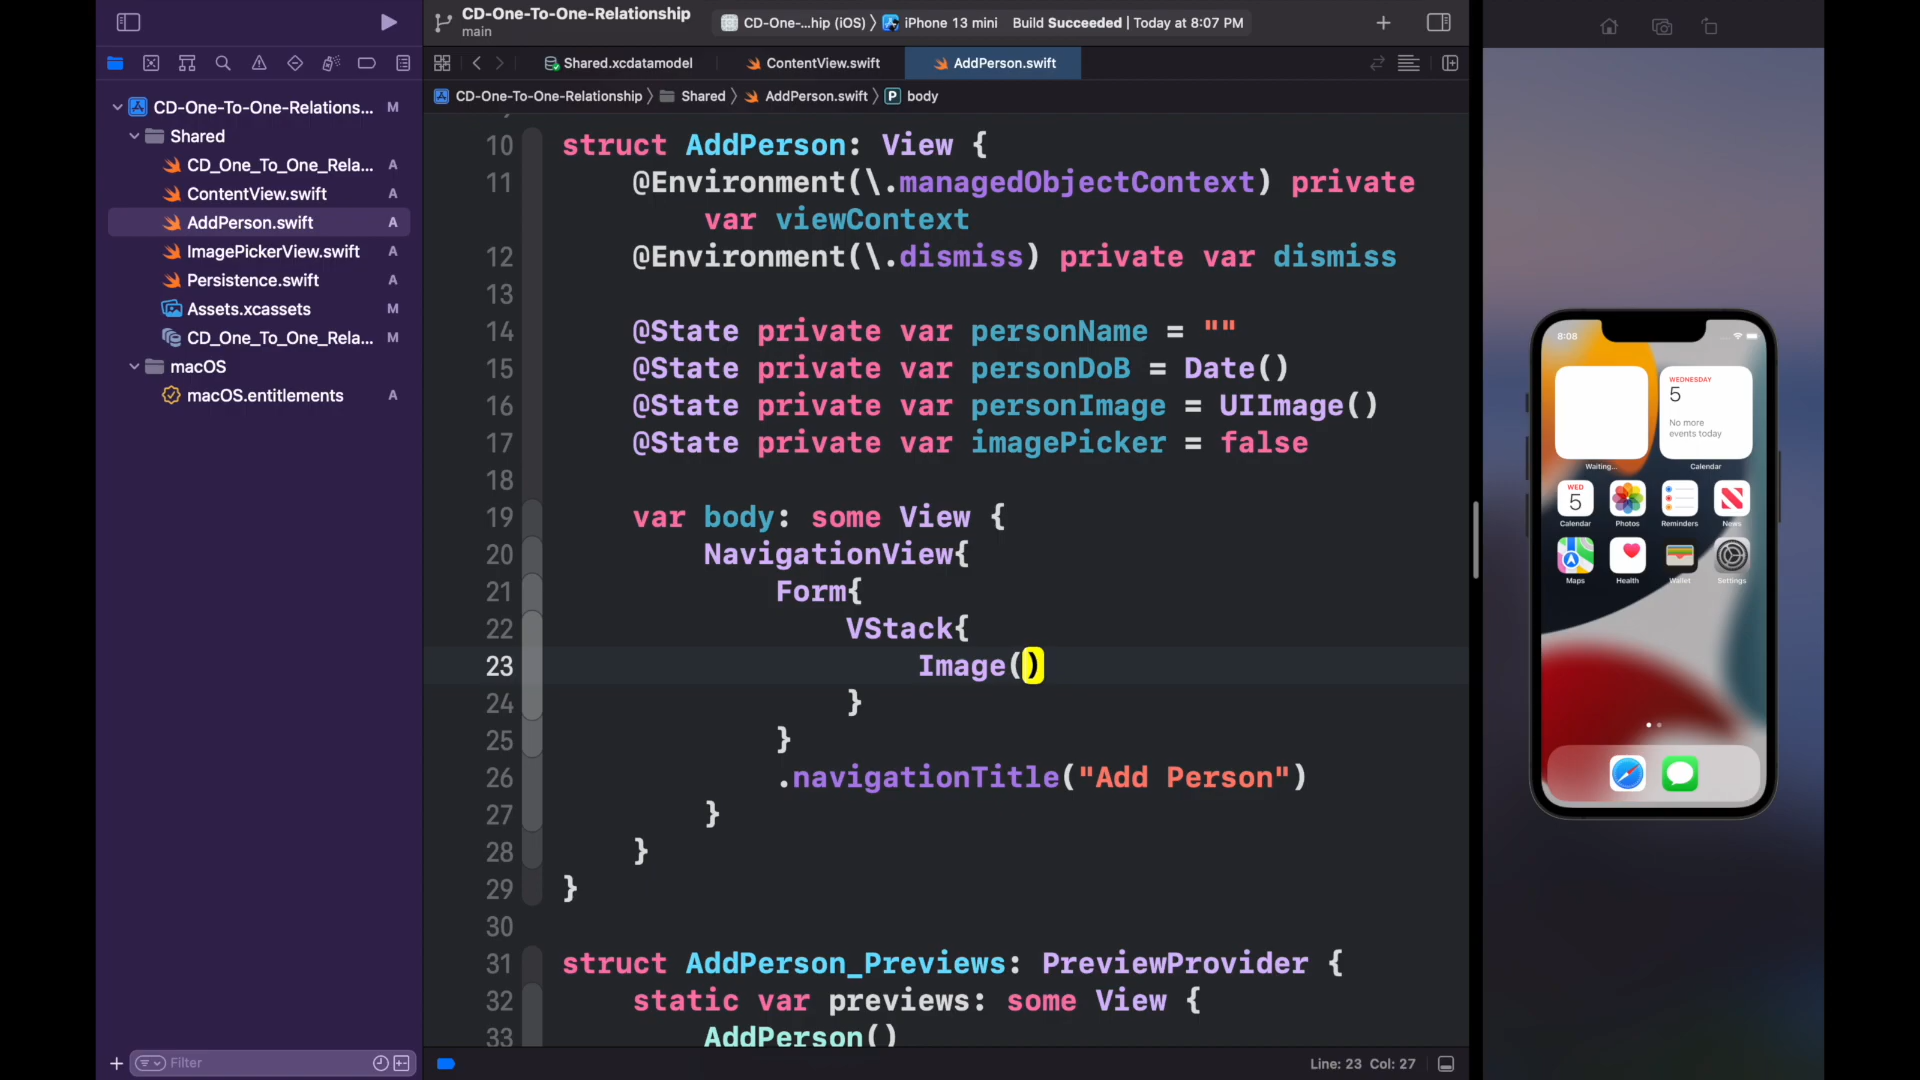 CD-One-To-One-Relationship
main
CD-One-...hip (iOS) 〉 iPhone 13 mini Build Succeeded | Today at 8:07 PM
Shared.xcdatamodel
ContentView.swift
AddPerson.swift
CD-One-To-One-Relationship 〉 Shared 〉 AddPerson.swift 〉 P body
CD-One-To-One-Relations... M
Shared
CD_One_To_One_Rela... A
ContentView.swift A
AddPerson.swift A
ImagePickerView.swift A
Persistence.swift A
Assets.xcassets M
CD_One_To_One_Rela... M
macOS
macOS.entitlements A
Filter
10 struct AddPerson: View {
11 @Environment(\.managedObjectContext) private
var viewContext
12 @Environment(\.dismiss) private var dismiss
13
14 @State private var personName = ""
15 @State private var personDoB = Date()
16 @State private var personImage = UIImage()
17 @State private var imagePicker = false
18
19 var body: some View {
20 NavigationView{
21 Form{
22 VStack{
23 Image()
24 }
25 }
26 .navigationTitle("Add Person")
27 }
28 }
29 }
30
31 struct AddPerson_Previews: PreviewProvider {
32 static var previews: some View {
33 AddPerson()
Line: 23 Col: 27
8:08
WEDNESDAY
5
No more
events today
Waiting...
Calendar
WED
5
Calendar
Photos
Reminders
News
Maps
Health
Wallet
Settings